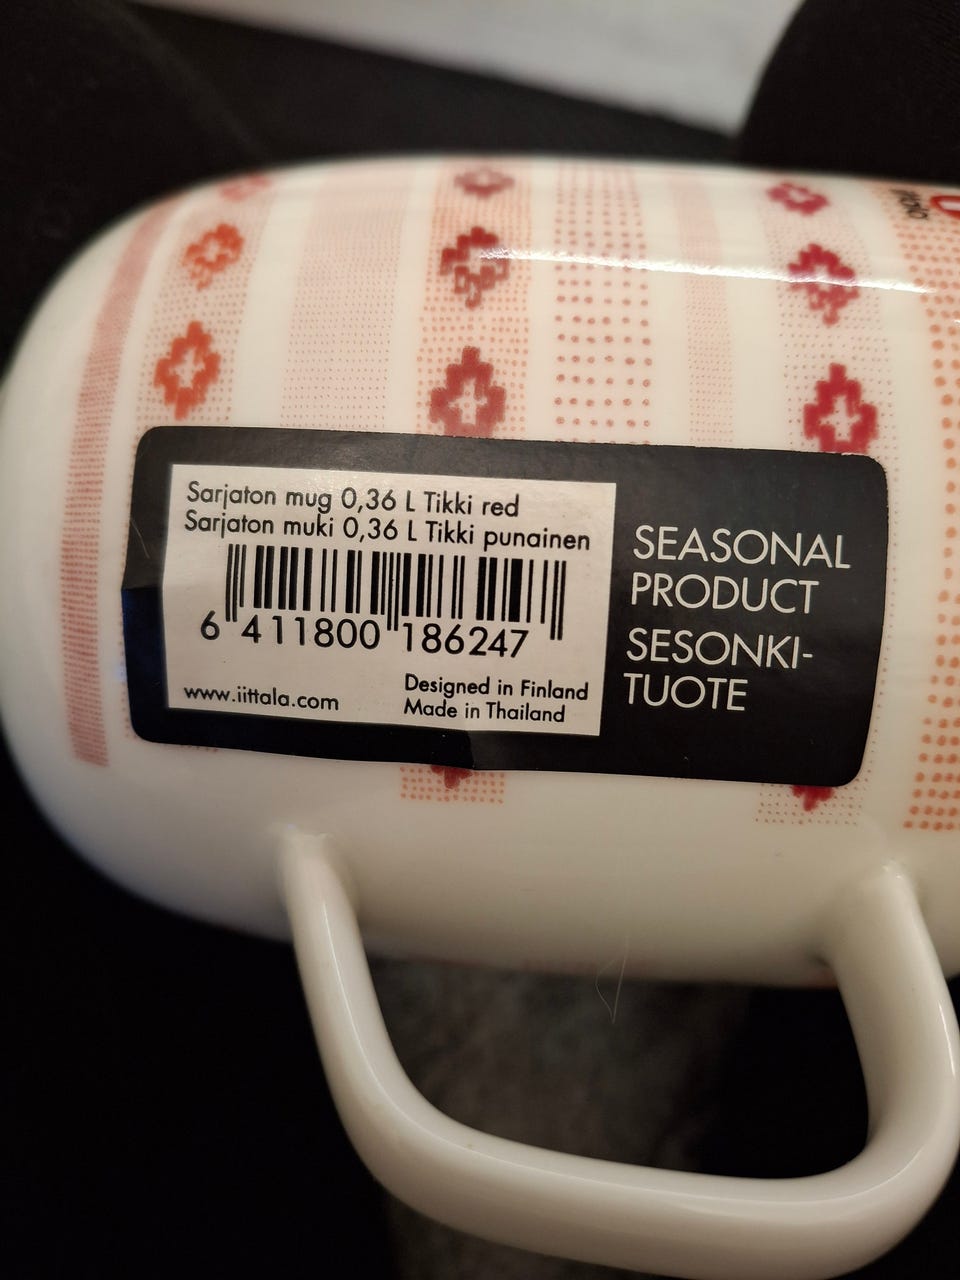 Sarjaton mug 0,36 L Tikki red
Sarjaton muki 0,36 L Tikki punainen
6 411800 186247
www.iittala.com
Designed in Finland
Made in Thailand
SEASONAL
PRODUCT
SESONKI-
TUOTE